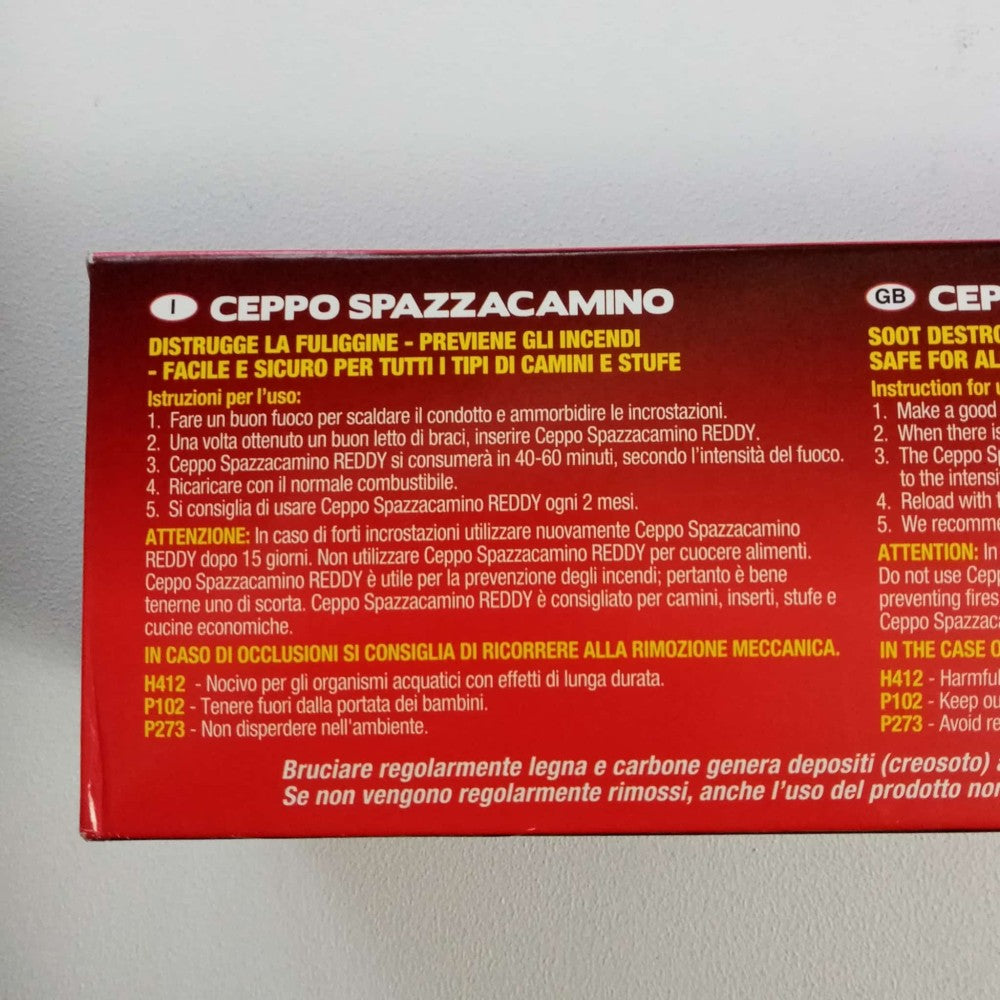 I CEPPO SPAZZACAMINO
DISTRUGGE LA FULIGGINE - PREVIENE GLI INCENDI
- FACILE E SICURO PER TUTTI I TIPI DI CAMINI E STUFE
Istruzioni per l'uso:
1. Fare un buon fuoco per scaldare il condotto e ammorbidire le incrostazioni.
2. Una volta ottenuto un buon letto di braci, inserire Ceppo Spazzacamino REDDY.
3. Ceppo Spazzacamino REDDY si consumerà in 40-60 minuti, secondo l'intensità del fuoco.
4. Ricaricare con il normale combustibile.
5. Si consiglia di usare Ceppo Spazzacamino REDDY ogni 2 mesi.
ATTENZIONE: In caso di forti incrostazioni utilizzare nuovamente Ceppo Spazzacamino
REDDY dopo 15 giorni. Non utilizzare Ceppo Spazzacamino REDDY per cuocere alimenti.
Ceppo Spazzacamino REDDY è utile per la prevenzione degli incendi; pertanto è bene
tenerne uno di scorta. Ceppo Spazzacamino REDDY è consigliato per camini, inserti, stufe e
cucine economiche.
IN CASO DI OCCLUSIONI SI CONSIGLIA DI RICORRERE ALLA RIMOZIONE MECCANICA.
H412 - Nocivo per gli organismi acquatici con effetti di lunga durata.
P102 - Tenere fuori dalla portata dei bambini.
P273 - Non disperdere nell'ambiente.
GB CEP
SOOT DESTRO
SAFE FOR AL
Instruction for u
1. Make a good
2. When there is
3. The Ceppo Sp
to the intensi
4. Reload with t
5. We recomme
ATTENTION: In
Do not use Cepp
preventing fires
Ceppo Spazzaca
IN THE CASE O
H412 - Harmful
P102 - Keep ou
P273 - Avoid re
Bruciare regolarmente legna e carbone genera depositi (creosoto) a
Se non vengono regolarmente rimossi, anche l'uso del prodotto non